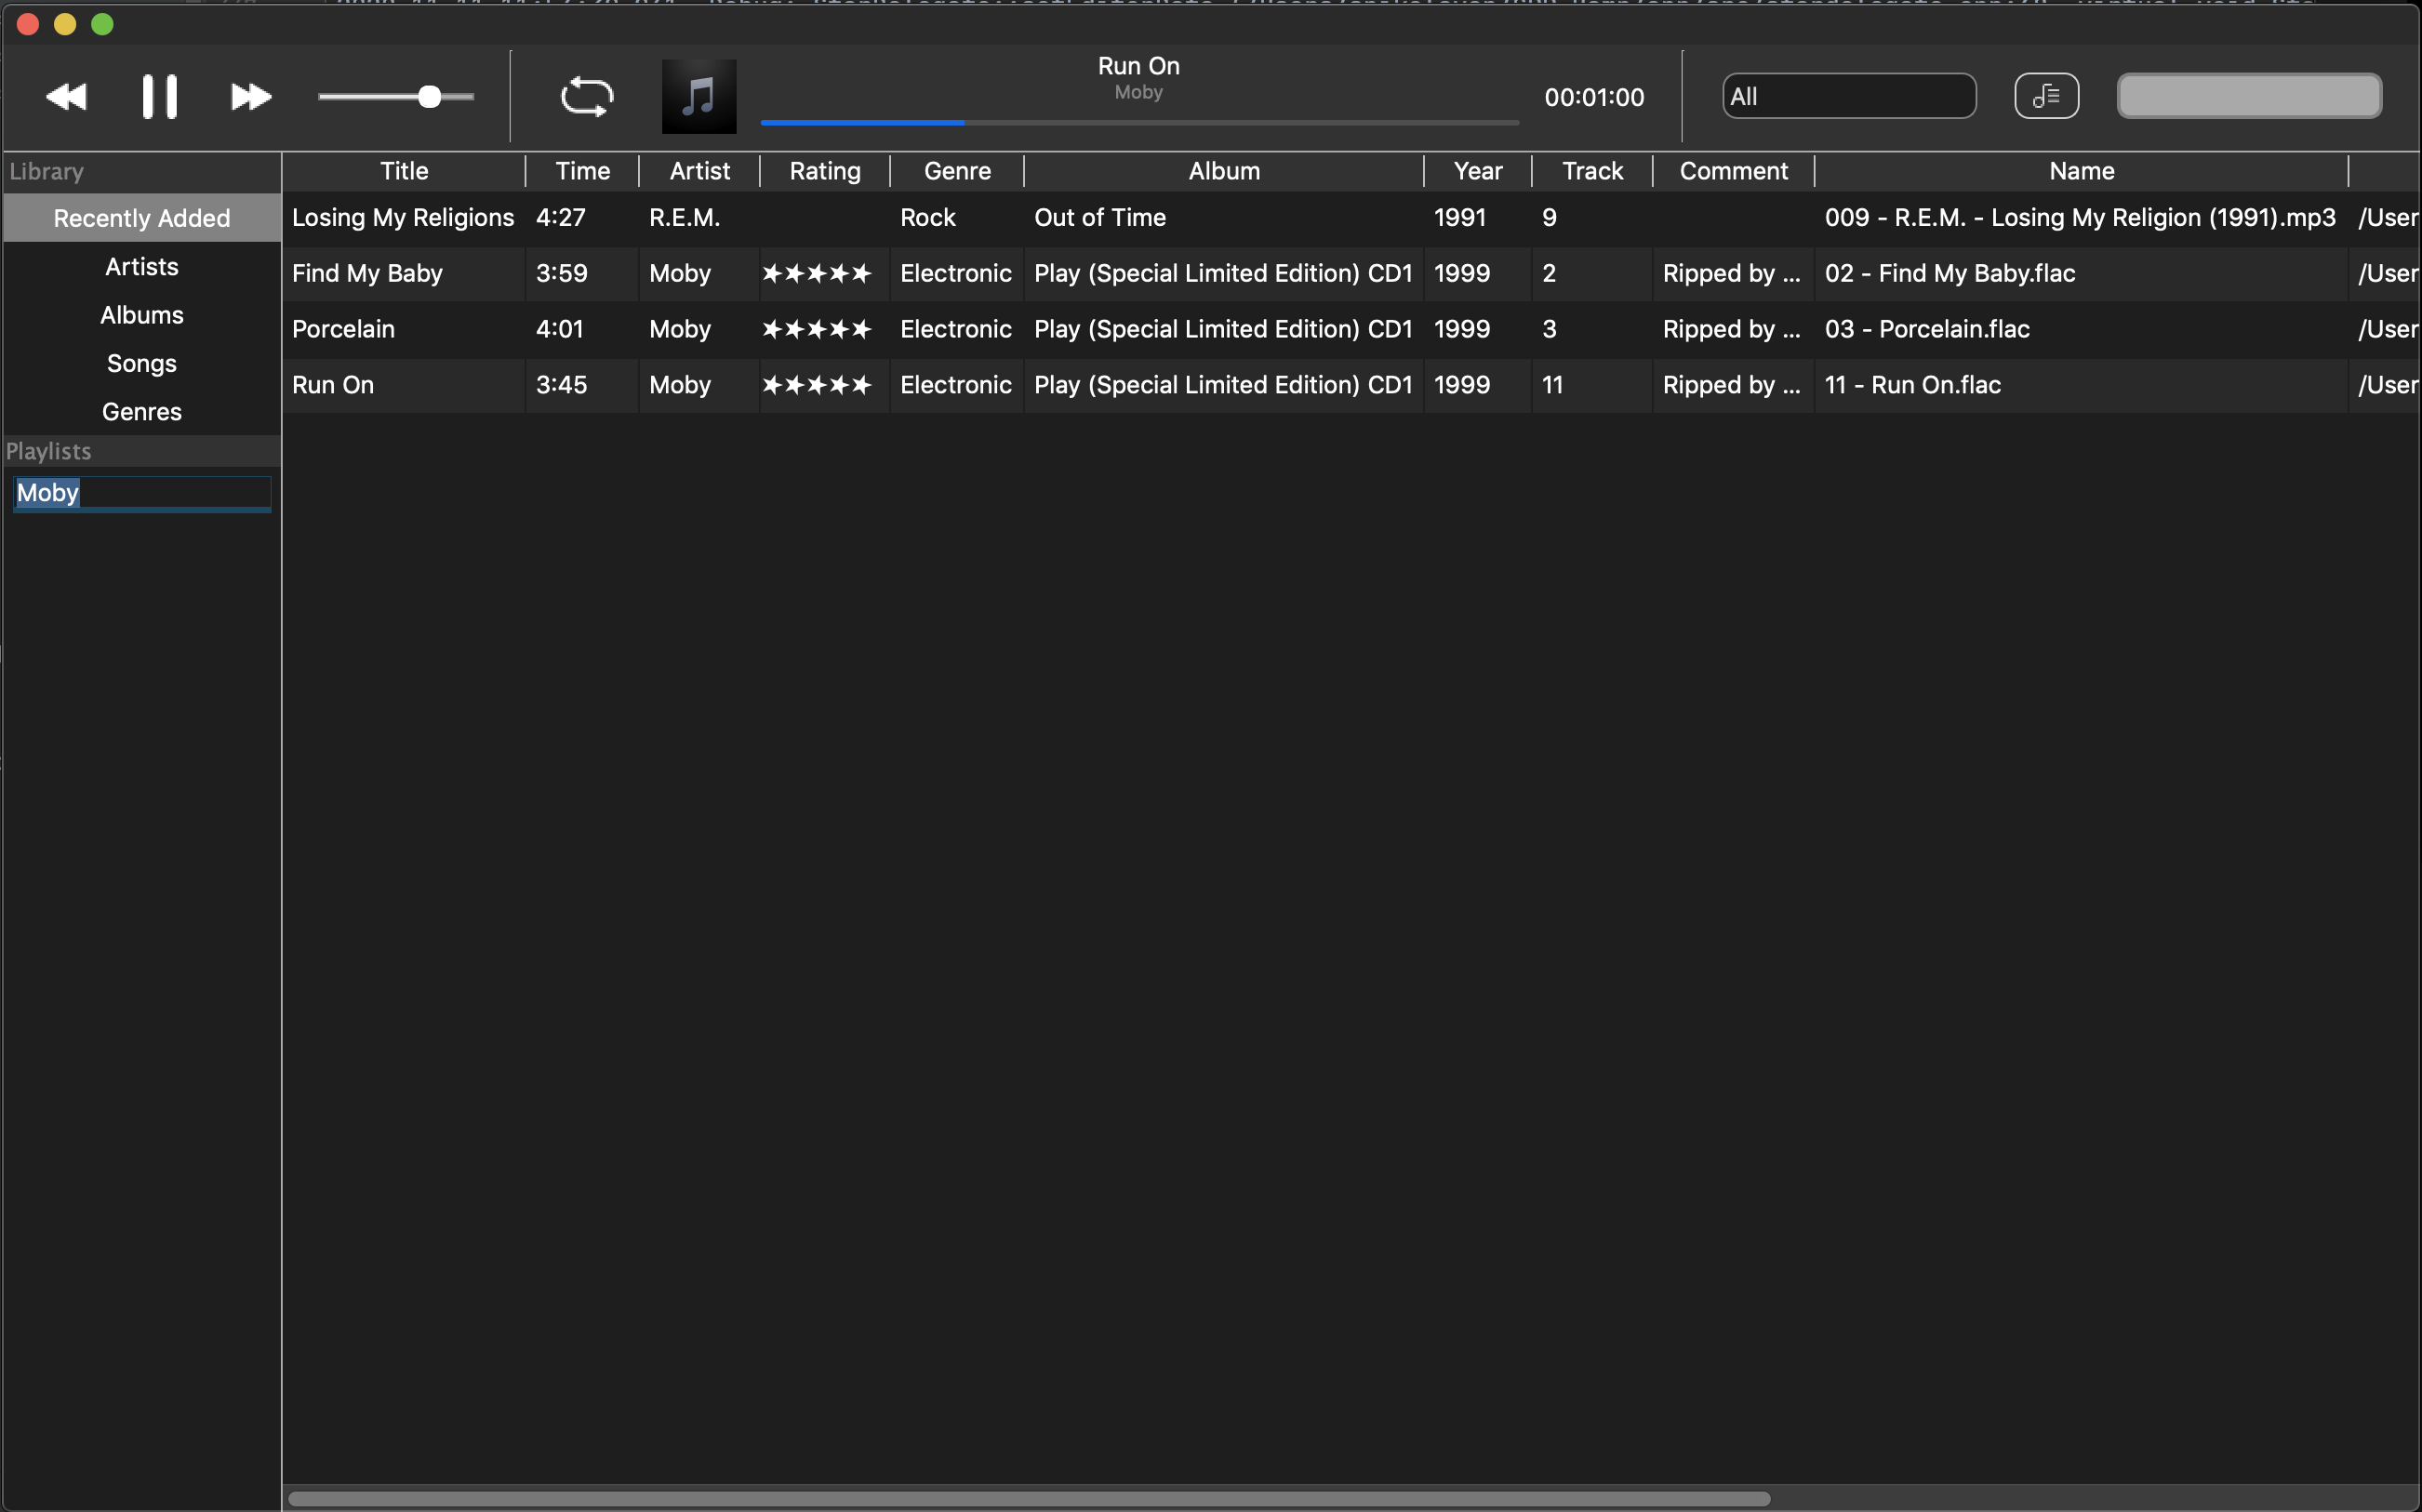 Run On
Moby
00:01:00
All
Library
Recently Added
Artists
Albums
Songs
Genres
Playlists
Moby
Title Time Artist Rating Genre Album Year Track Comment Name
Losing My Religions 4:27 R.E.M. Rock Out of Time 1991 9 009 - R.E.M. - Losing My Religion (1991).mp3 /User
Find My Baby 3:59 Moby ★★★★★ Electronic Play (Special Limited Edition) CD1 1999 2 Ripped by ... 02 - Find My Baby.flac /User
Porcelain 4:01 Moby ★★★★★ Electronic Play (Special Limited Edition) CD1 1999 3 Ripped by ... 03 - Porcelain.flac /User
Run On 3:45 Moby ★★★★★ Electronic Play (Special Limited Edition) CD1 1999 11 Ripped by ... 11 - Run On.flac /User